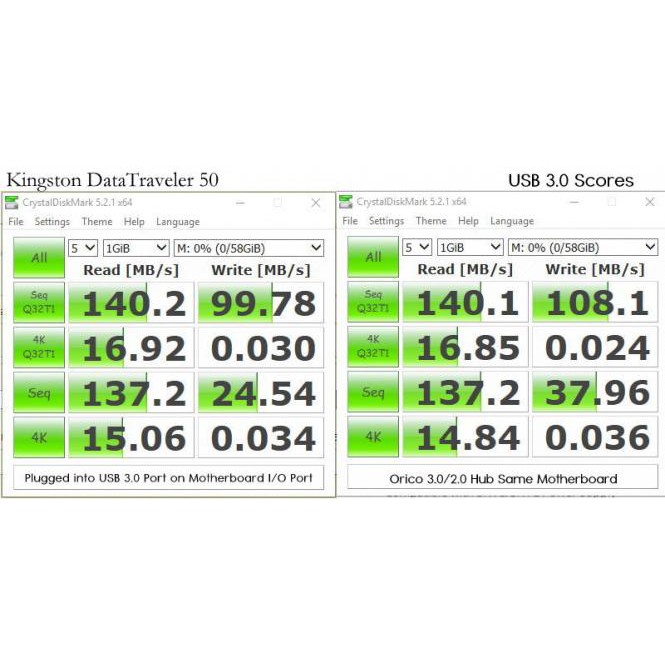 Kingston DataTraveler 50
USB 3.0 Scores
CrystalDiskMark 5.2.1 x64
File Settings Theme Help Language
All 5 1GiB M: 0% (0/58GiB)
Read [MB/s] Write [MB/s]
Seq Q32T1 140.2 99.78
4K Q32T1 16.92 0.030
Seq 137.2 24.54
4K 15.06 0.034
Plugged into USB 3.0 Port on Motherboard I/O Port
CrystalDiskMark 5.2.1 x64
File Settings Theme Help Language
All 5 1GiB M: 0% (0/58GiB)
Read [MB/s] Write [MB/s]
Seq Q32T1 140.1 108.1
4K Q32T1 16.85 0.024
Seq 137.2 37.96
4K 14.84 0.036
Orico 3.0/2.0 Hub Same Motherboard